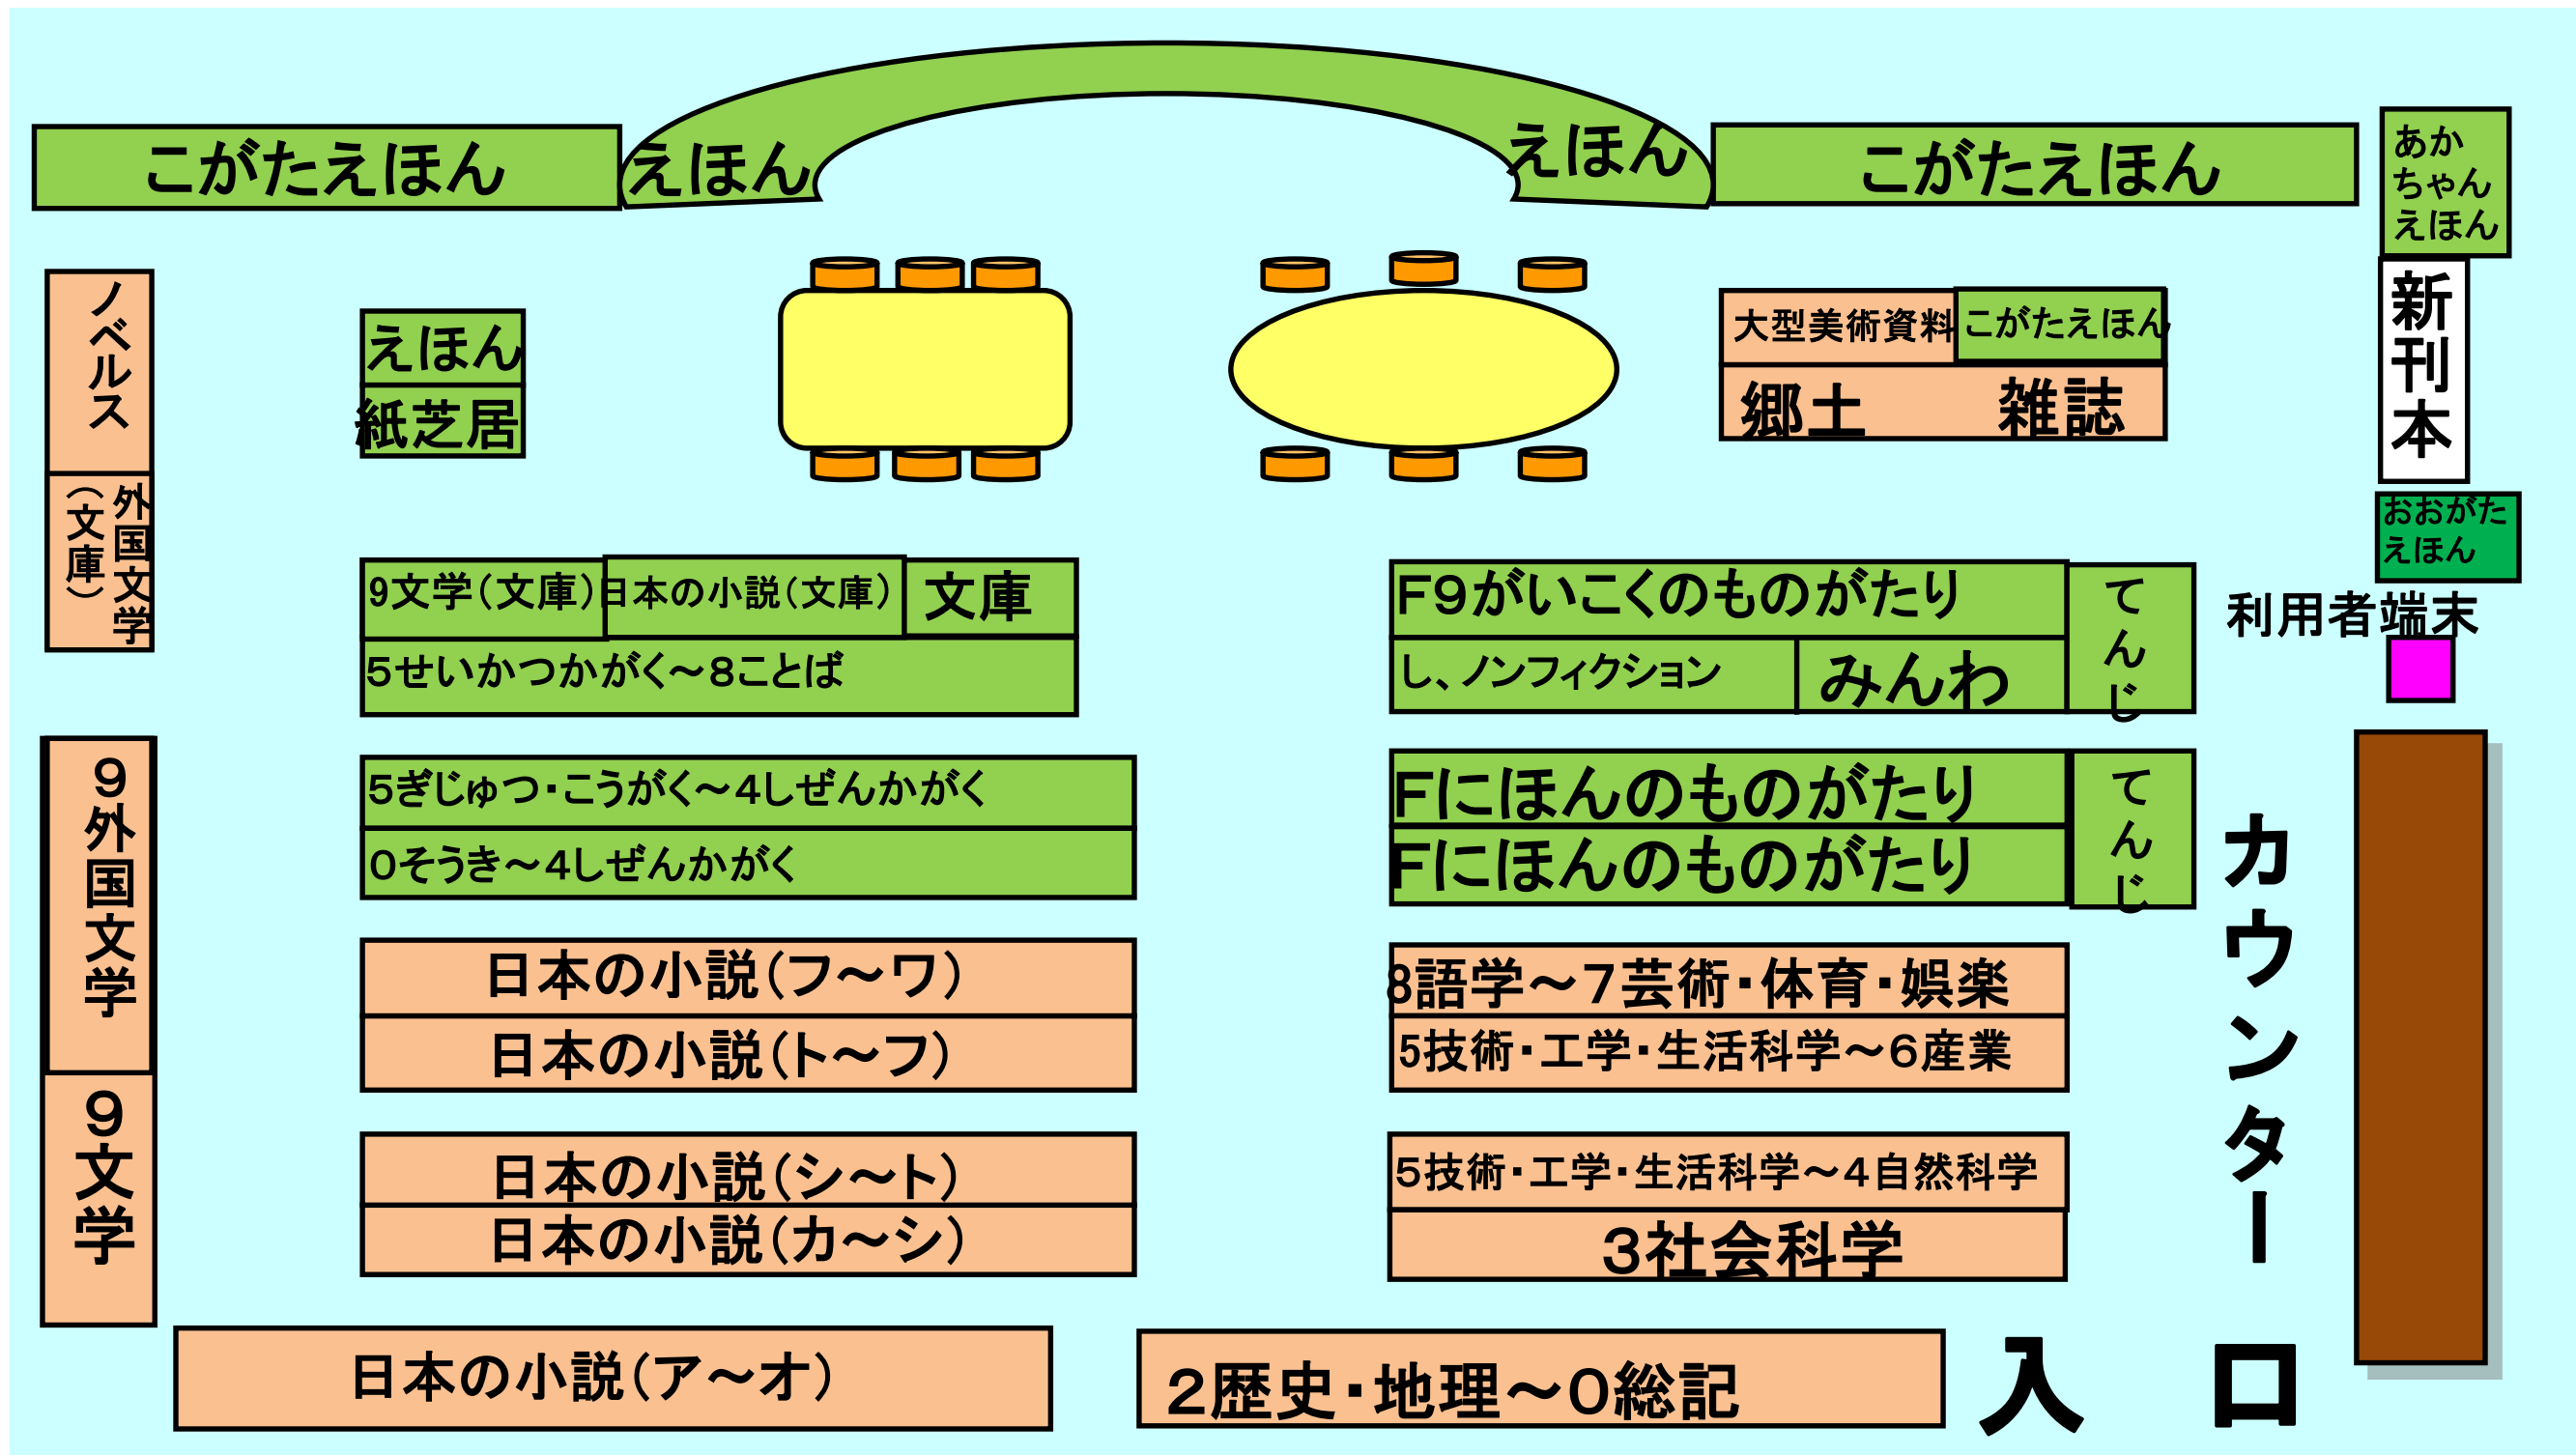 こがたえほん
えほん
えほん
こがたえほん
あか
ちゃん
えほん
ノベルス
えほん
紙芝居
大型美術資料
こがたえほん
郷土　雑誌
新刊本
外国文学
（文庫）
おおがた
えほん
9文学（文庫）
日本の小説（文庫）
文庫
5せいかつかがく～8ことば
F9がいこくのものがたり
し、ノンフィクション
みんわ
てんじ
利用者端末
9外国文学
5ぎじゅつ・こうがく～4しぜんかがく
0そうき～4しぜんかがく
Fにほんのものがたり
Fにほんのものがたり
てんじ
カウンター
日本の小説（フ～ワ）
日本の小説（ト～フ）
8語学～7芸術・体育・娯楽
5技術・工学・生活科学～6産業
9文学
日本の小説（シ～ト）
日本の小説（カ～シ）
5技術・工学・生活科学～4自然科学
3社会科学
日本の小説（ア～オ）
2歴史・地理～0総記
入　口